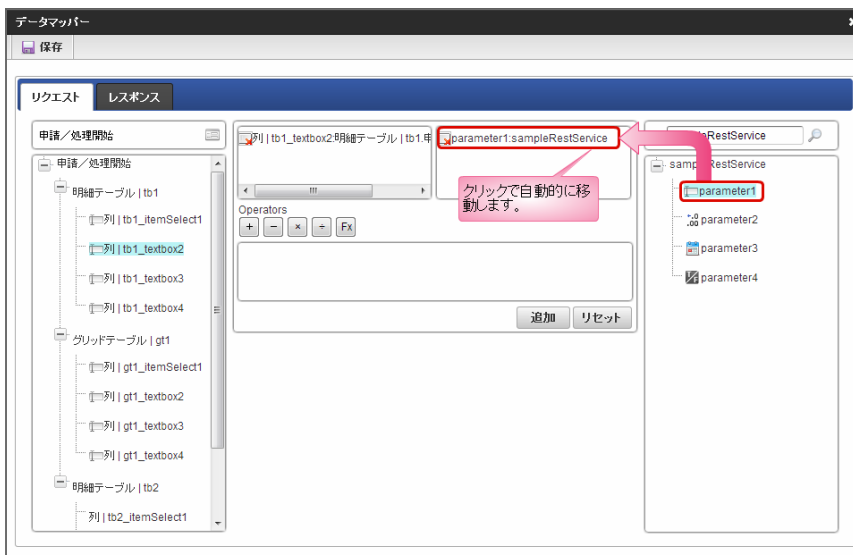 データマッパー
保存
リクエスト レスポンス
申請／処理開始
申請／処理開始
明細テーブル | tb1
列 | tb1_itemSelect1
列 | tb1_textbox2
列 | tb1_textbox3
列 | tb1_textbox4
グリッドテーブル | gt1
列 | gt1_itemSelect1
列 | gt1_textbox2
列 | gt1_textbox3
列 | gt1_textbox4
明細テーブル | tb2
列 | tb2_itemSelect1
列 | tb1_textbox2:明細テーブル | tb1.申
parameter1:sampleRestService
クリックで自動的に移
動します。
Operators
+ − × ÷ Fx
追加 リセット
RestService
parameter1
parameter2
parameter3
parameter4